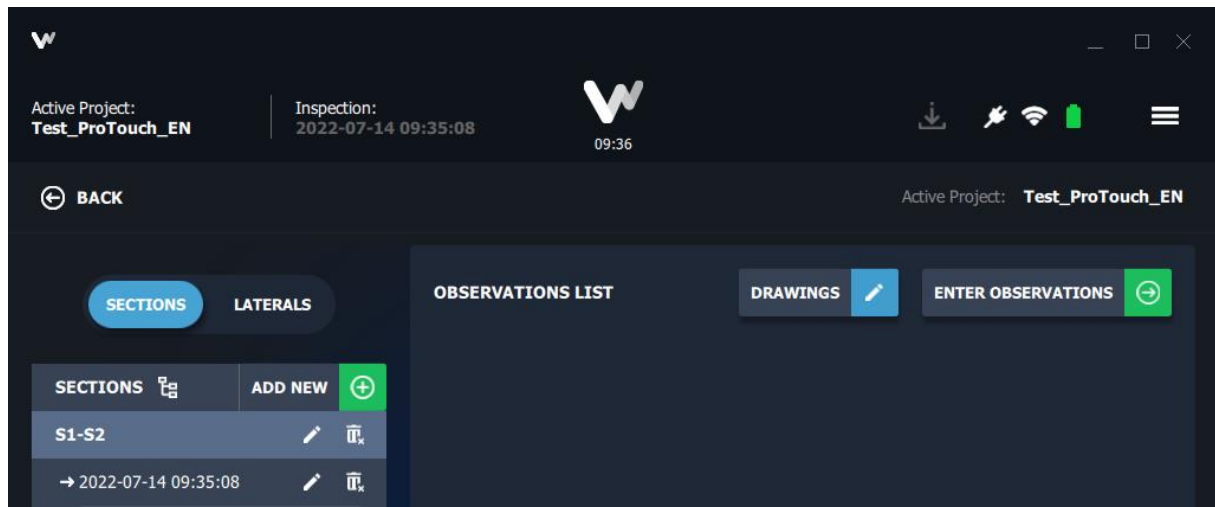 Active Project:
Test_ProTouch_EN
Inspection:
2022-07-14 09:35:08
09:36
BACK
Active Project: Test_ProTouch_EN
SECTIONS LATERALS
OBSERVATIONS LIST
DRAWINGS
ENTER OBSERVATIONS
SECTIONS
ADD NEW
S1-S2
→ 2022-07-14 09:35:08